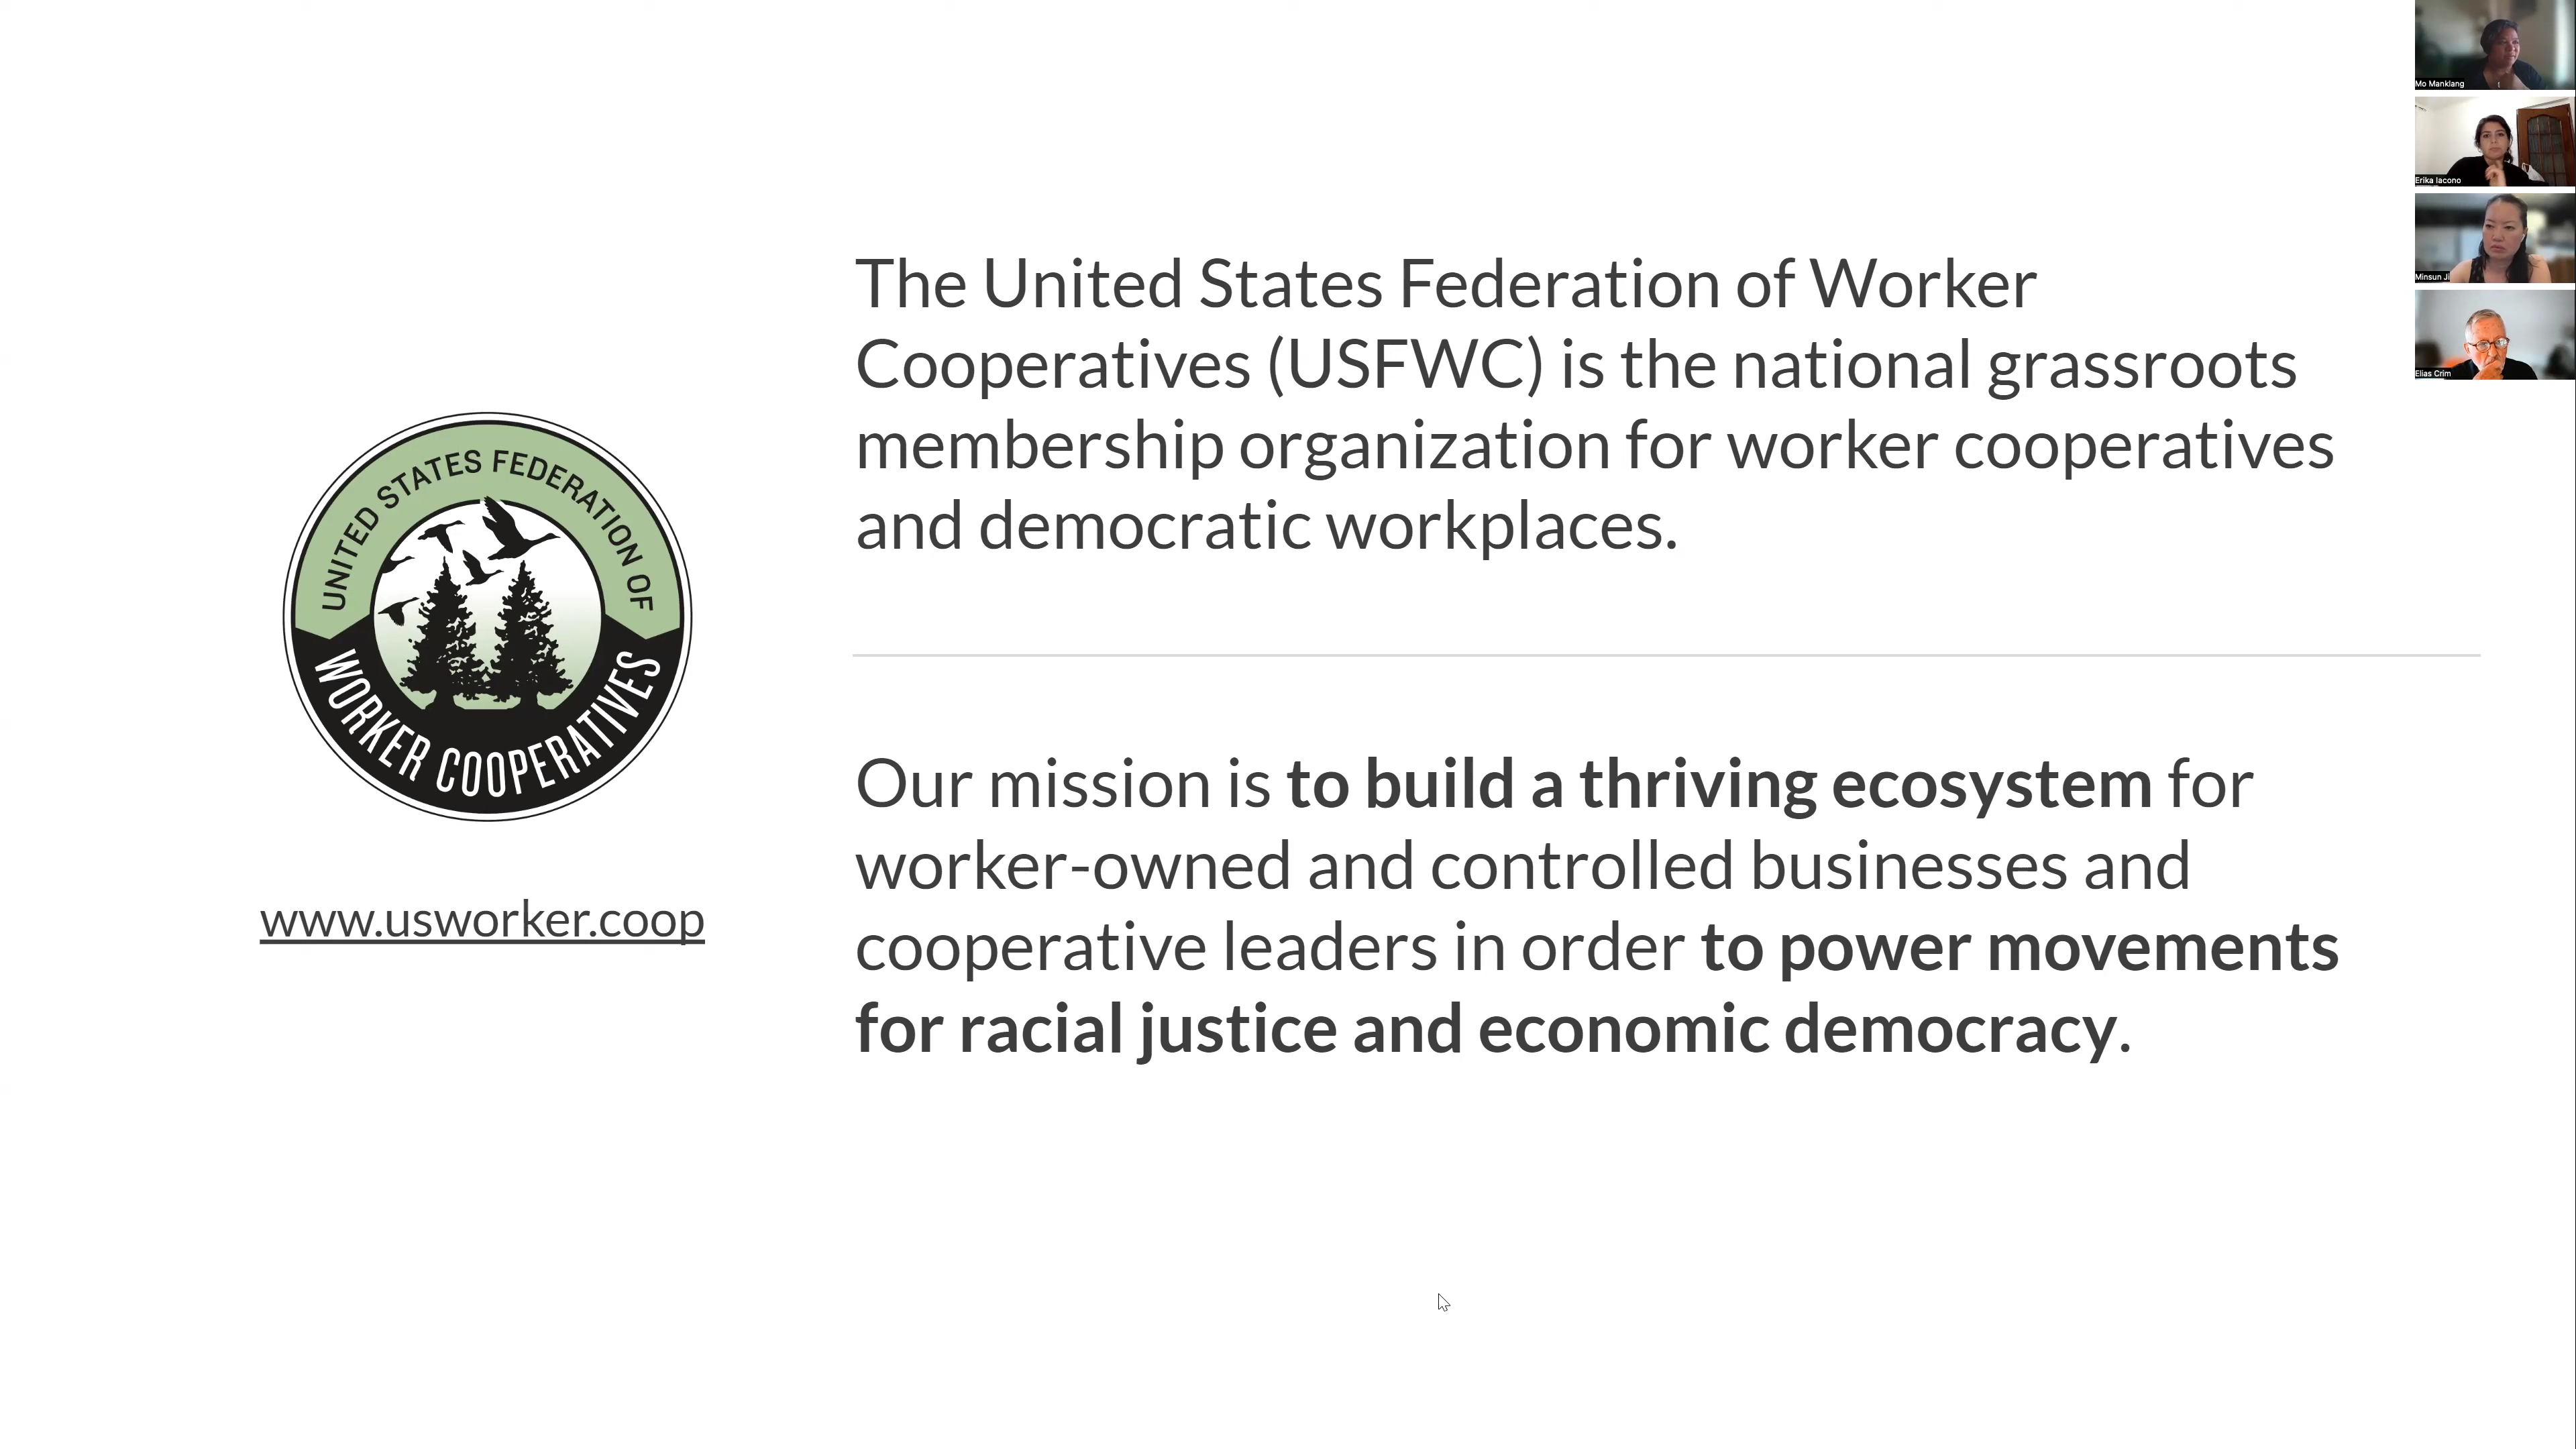 UNITED STATES FEDERATION OF
WORKER COOPERATIVES
www.usworker.coop
The United States Federation of Worker
Cooperatives (USFWC) is the national grassroots
membership organization for worker cooperatives
and democratic workplaces.
Our mission is to build a thriving ecosystem for
worker-owned and controlled businesses and
cooperative leaders in order to power movements
for racial justice and economic democracy.
Mo Manklang
Erika Iacono
Minsun Ji
Elias Crim